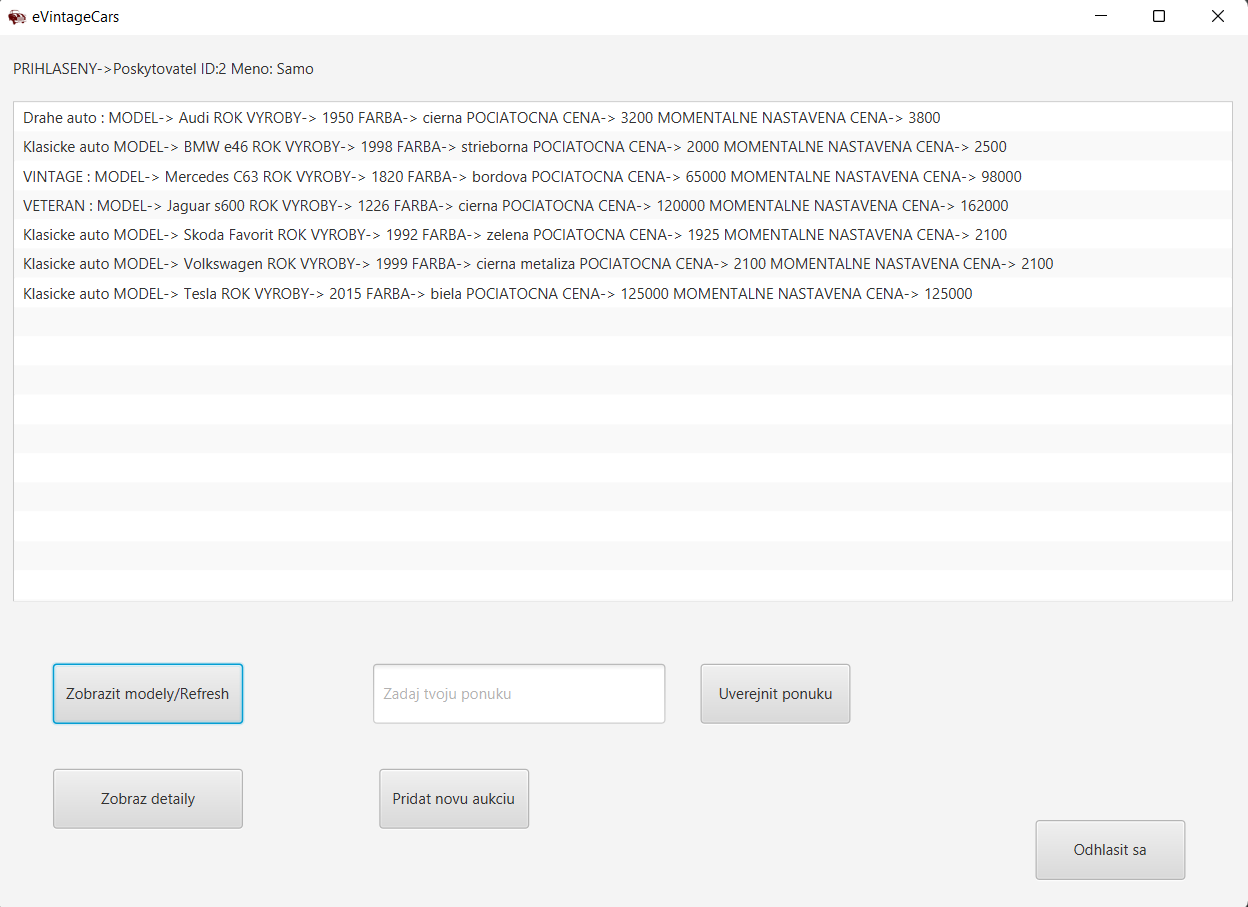 eVintageCars
PRIHLASENY->Poskytovatel ID:2 Meno: Samo
Drahe auto : MODEL-> Audi ROK VYROBY-> 1950 FARBA-> cierna POCIATOCNA CENA-> 3200 MOMENTALNE NASTAVENA CENA-> 3800
Klasicke auto MODEL-> BMW e46 ROK VYROBY-> 1998 FARBA-> strieborna POCIATOCNA CENA-> 2000 MOMENTALNE NASTAVENA CENA-> 2500
VINTAGE : MODEL-> Mercedes C63 ROK VYROBY-> 1820 FARBA-> bordova POCIATOCNA CENA-> 65000 MOMENTALNE NASTAVENA CENA-> 98000
VETERAN : MODEL-> Jaguar s600 ROK VYROBY-> 1226 FARBA-> cierna POCIATOCNA CENA-> 120000 MOMENTALNE NASTAVENA CENA-> 162000
Klasicke auto MODEL-> Skoda Favorit ROK VYROBY-> 1992 FARBA-> zelena POCIATOCNA CENA-> 1925 MOMENTALNE NASTAVENA CENA-> 2100
Klasicke auto MODEL-> Volkswagen ROK VYROBY-> 1999 FARBA-> cierna metaliza POCIATOCNA CENA-> 2100 MOMENTALNE NASTAVENA CENA-> 2100
Klasicke auto MODEL-> Tesla ROK VYROBY-> 2015 FARBA-> biela POCIATOCNA CENA-> 125000 MOMENTALNE NASTAVENA CENA-> 125000
Zobrazit modely/Refresh
Zadaj tvoju ponuku
Uverejnit ponuku
Zobraz detaily
Pridat novu aukciu
Odhlasit sa